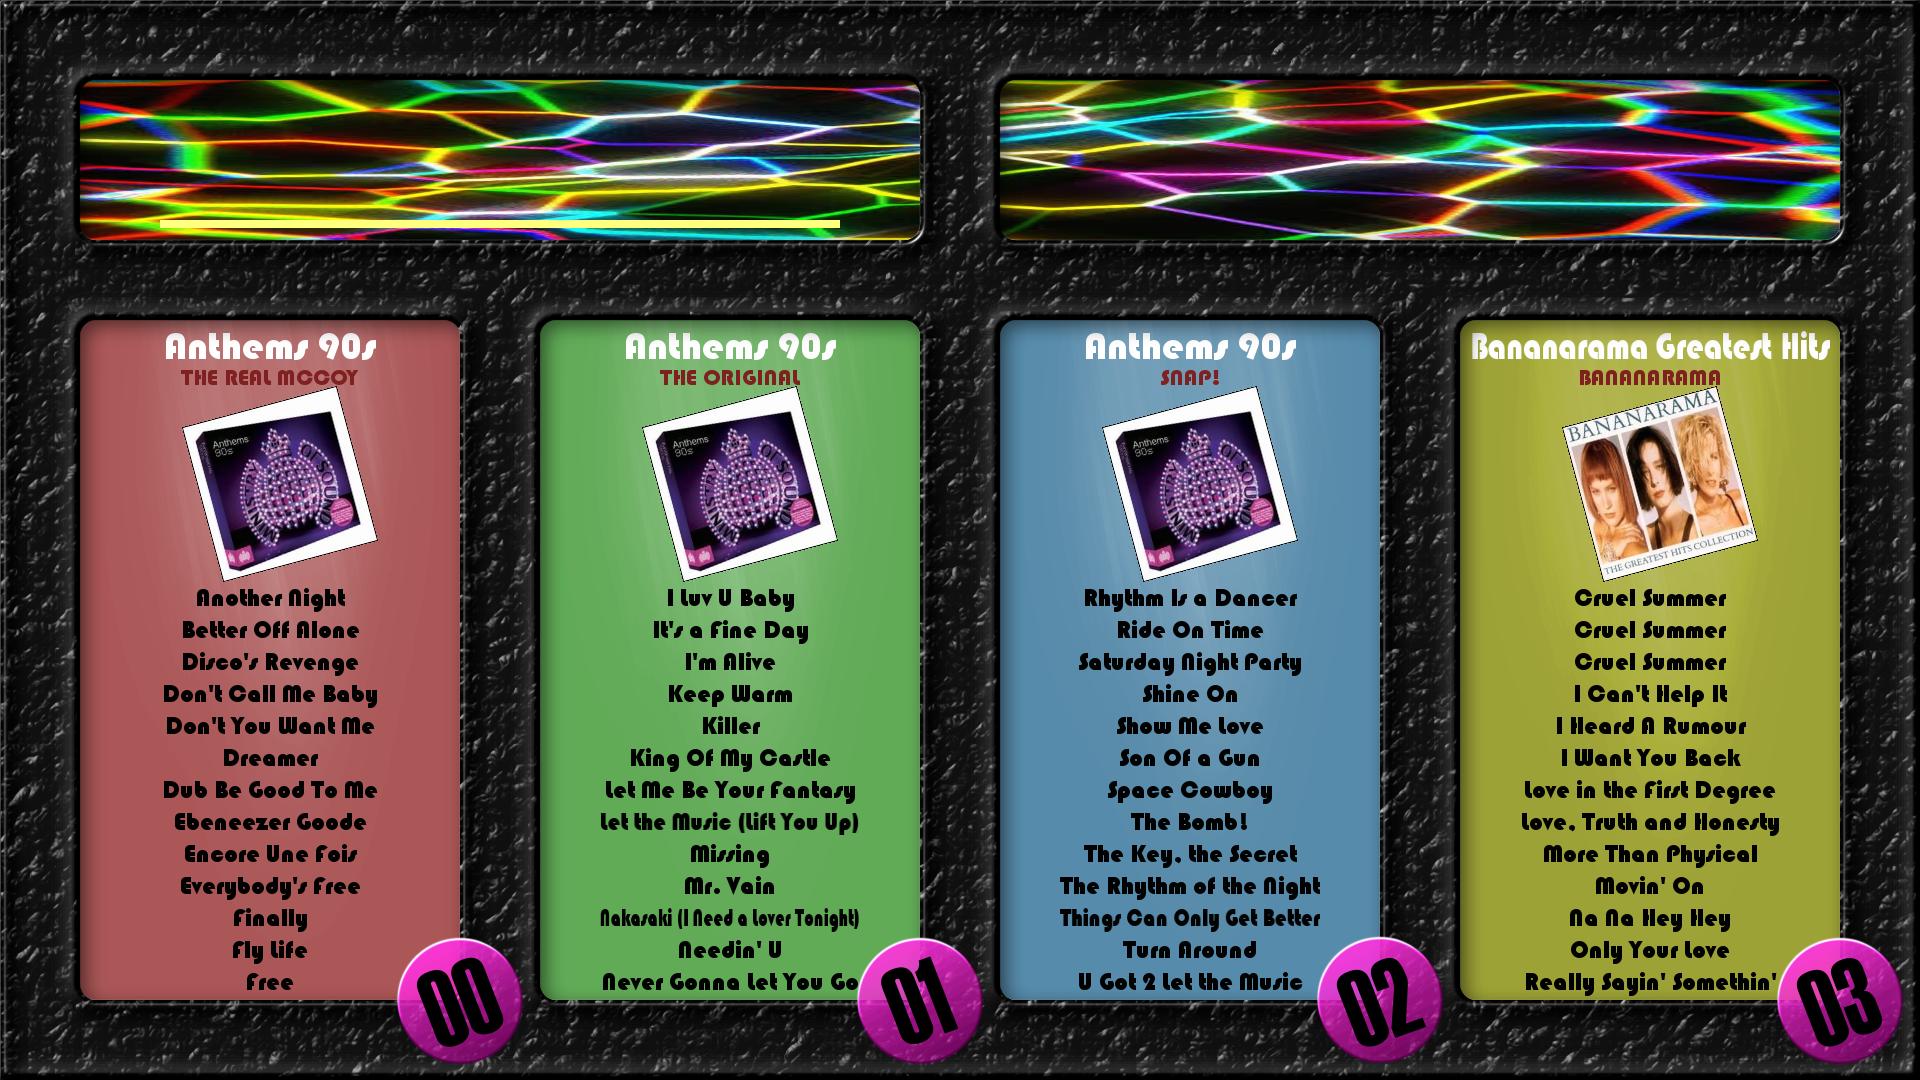 Anthems 90s
THE REAL MCCOY
Anthems
90s
Another Night
Better Off Alone
Disco's Revenge
Don't Call Me Baby
Don't You Want Me
Dreamer
Dub Be Good To Me
Ebeneezer Goode
Encore Une Fois
Everybody's Free
Finally
Fly Life
Free
00
Anthems 90s
THE ORIGINAL
Anthems
90s
I Luv U Baby
It's a Fine Day
I'm Alive
Keep Warm
Killer
King Of My Castle
Let Me Be Your Fantasy
Let the Music (Lift You Up)
Missing
Mr. Vain
Nakasaki (I Need a Lover Tonight)
Needin' U
Never Gonna Let You Go
01
Anthems 90s
SNAP!
Anthems
90s
Rhythm Is a Dancer
Ride On Time
Saturday Night Party
Shine On
Show Me Love
Son Of a Gun
Space Cowboy
The Bomb!
The Key, the Secret
The Rhythm of the Night
Things Can Only Get Better
Turn Around
U Got 2 Let the Music
02
Bananarama Greatest Hits
BANANARAMA
BANANARAMA
THE GREATEST HITS COLLECTION
Cruel Summer
Cruel Summer
Cruel Summer
I Can't Help It
I Heard A Rumour
I Want You Back
Love in the First Degree
Love, Truth and Honesty
More Than Physical
Movin' On
Na Na Hey Hey
Only Your Love
Really Sayin' Somethin'
03